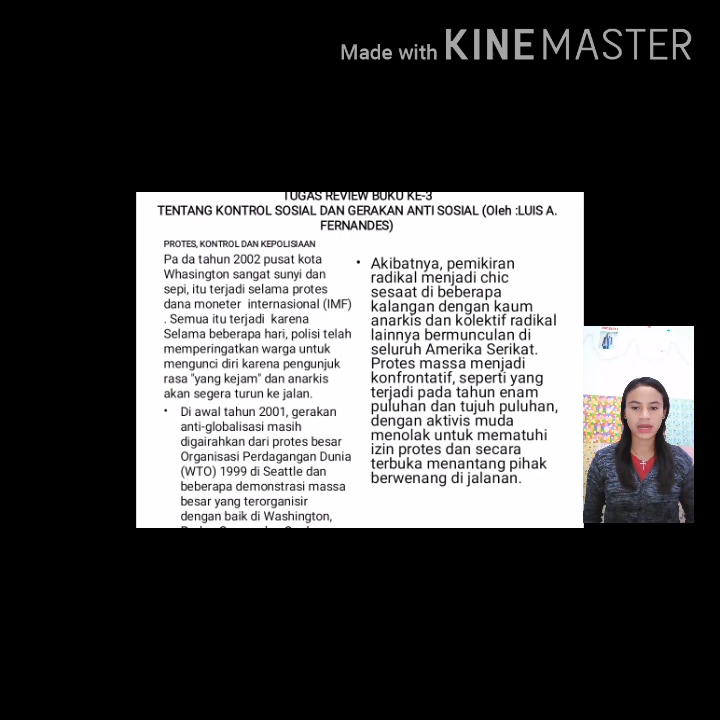 Made with KINEMASTER
TUGAS REVIEW BUKU KE-3
TENTANG KONTROL SOSIAL DAN GERAKAN ANTI SOSIAL (Oleh :LUIS A.
FERNANDES)
PROTES, KONTROL DAN KEPOLISIAAN
Pa da tahun 2002 pusat kota
Whasington sangat sunyi dan
sepi, itu terjadi selama protes
dana moneter internasional (IMF)
. Semua itu terjadi karena
Selama beberapa hari, polisi telah
memperingatkan warga untuk
mengunci diri karena pengunjuk
rasa "yang kejam" dan anarkis
akan segera turun ke jalan.
• Di awal tahun 2001, gerakan
anti-globalisasi masih
digairahkan dari protes besar
Organisasi Perdagangan Dunia
(WTO) 1999 di Seattle dan
beberapa demonstrasi massa
besar yang terorganisir
dengan baik di Washington,
• Akibatnya, pemikiran
radikal menjadi chic
sesaat di beberapa
kalangan dengan kaum
anarkis dan kolektif radikal
lainnya bermunculan di
seluruh Amerika Serikat.
Protes massa menjadi
konfrontatif, seperti yang
terjadi pada tahun enam
puluhan dan tujuh puluhan,
dengan aktivis muda
menolak untuk mematuhi
izin protes dan secara
terbuka menantang pihak
berwenang di jalanan.